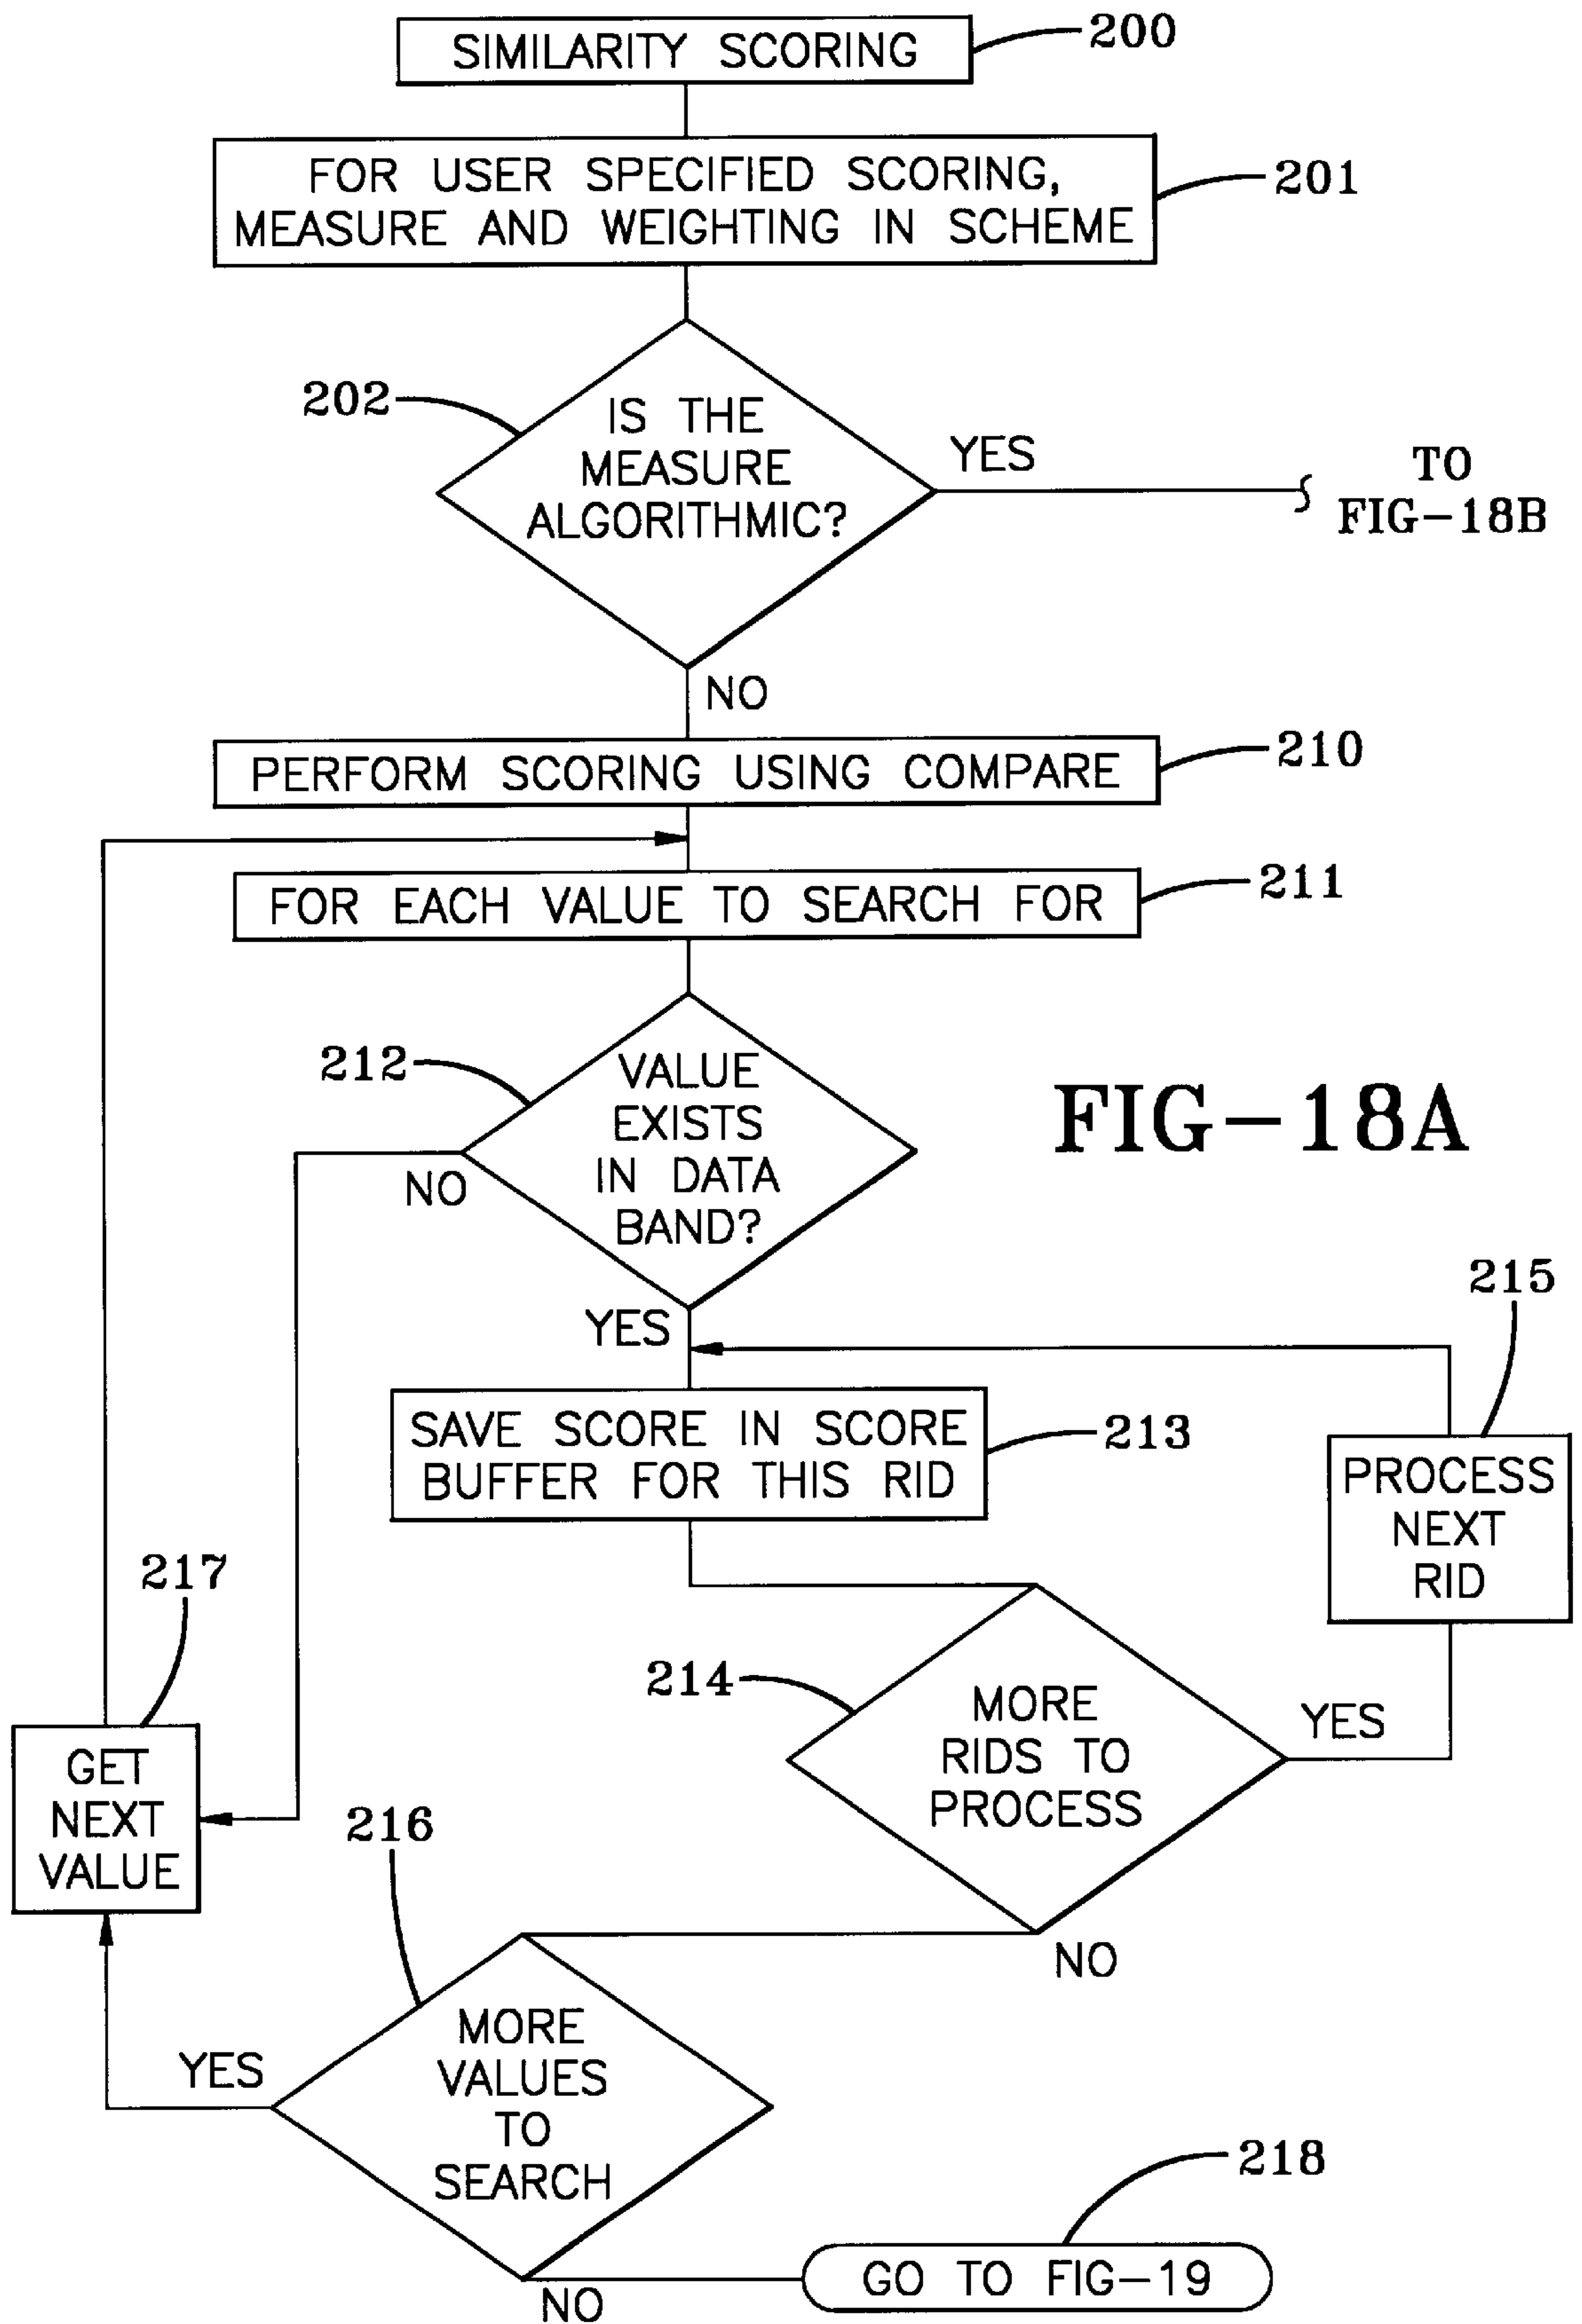 SIMILARITY SCORING
200
FOR USER SPECIFIED SCORING,
MEASURE AND WEIGHTING IN SCHEME
201
202
IS THE
MEASURE
ALGORITHMIC?
YES
TO
FIG-18B
NO
PERFORM SCORING USING COMPARE
210
FOR EACH VALUE TO SEARCH FOR
211
212
VALUE
EXISTS
IN DATA
BAND?
NO
FIG-18A
YES
215
SAVE SCORE IN SCORE
BUFFER FOR THIS RID
213
PROCESS
NEXT
RID
217
214
MORE
RIDS TO
PROCESS
YES
GET
NEXT
VALUE
216
NO
MORE
VALUES
TO
SEARCH
YES
218
NO
GO TO FIG-19